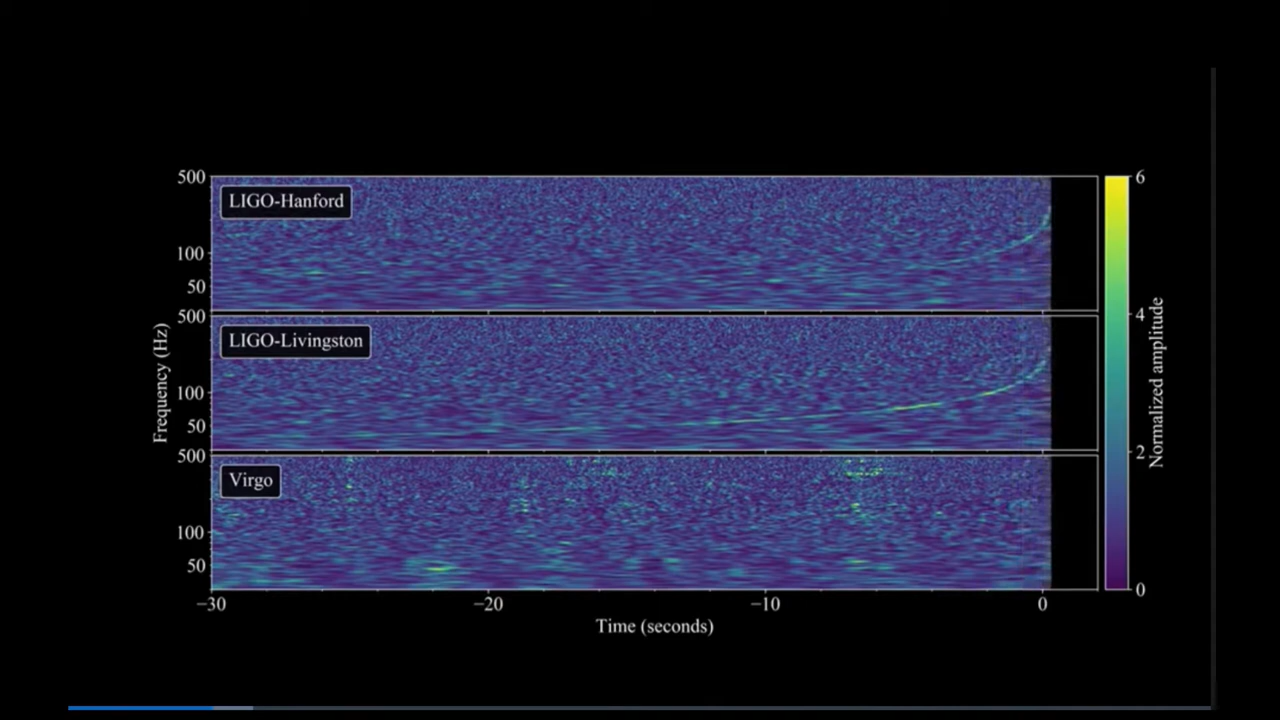 500
LIGO-Hanford
100
50
500
LIGO-Livingston
100
50
500
Virgo
100
50
Frequency (Hz)
−30
−20
−10
0
Time (seconds)
6
4
2
0
Normalized amplitude